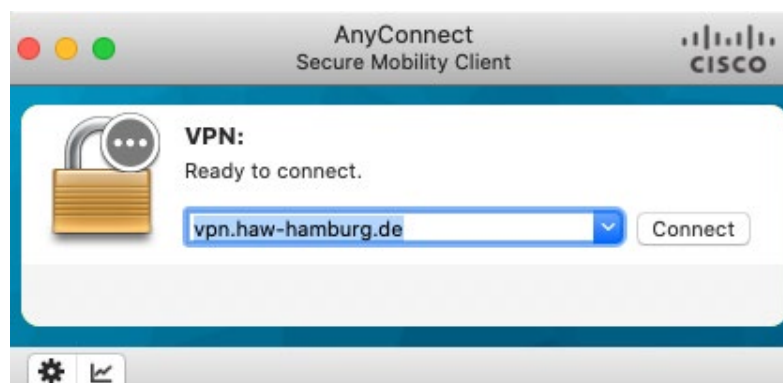 AnyConnect
Secure Mobility Client
CISCO
VPN:
Ready to connect.
vpn.haw-hamburg.de
Connect